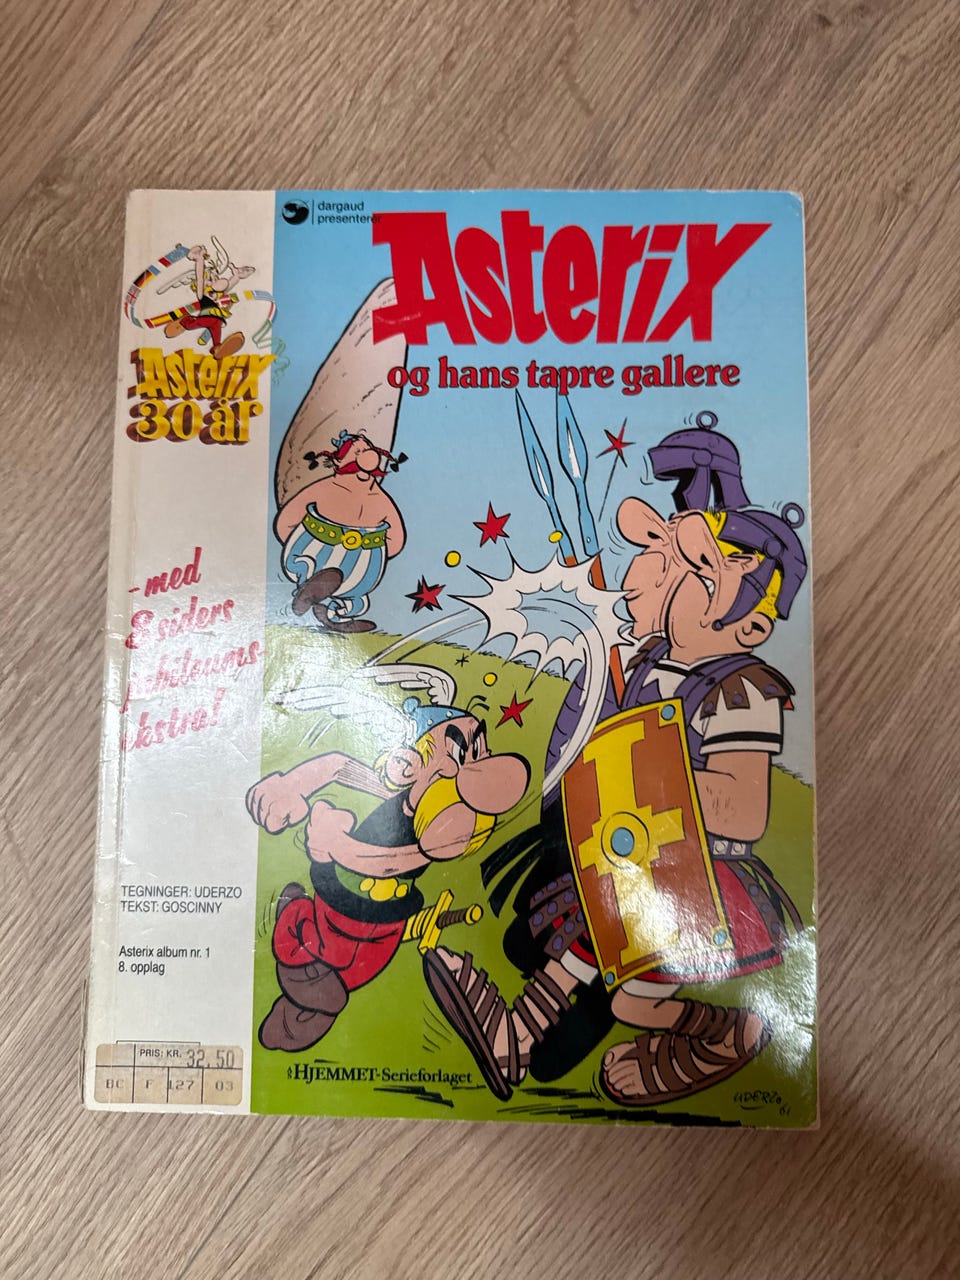 dargaud
presenterer
Asterix
og hans tapre gallere
Asterix
30 år
- med
8 siders
jubileums-
ekstra!
TEGNINGER: UDERZO
TEKST: GOSCINNY
Asterix album nr. 1
8. opplag
PRIS: KR. 32.50
BC F 127 03
HJEMMET-Serieforlaget
UDERZO
61